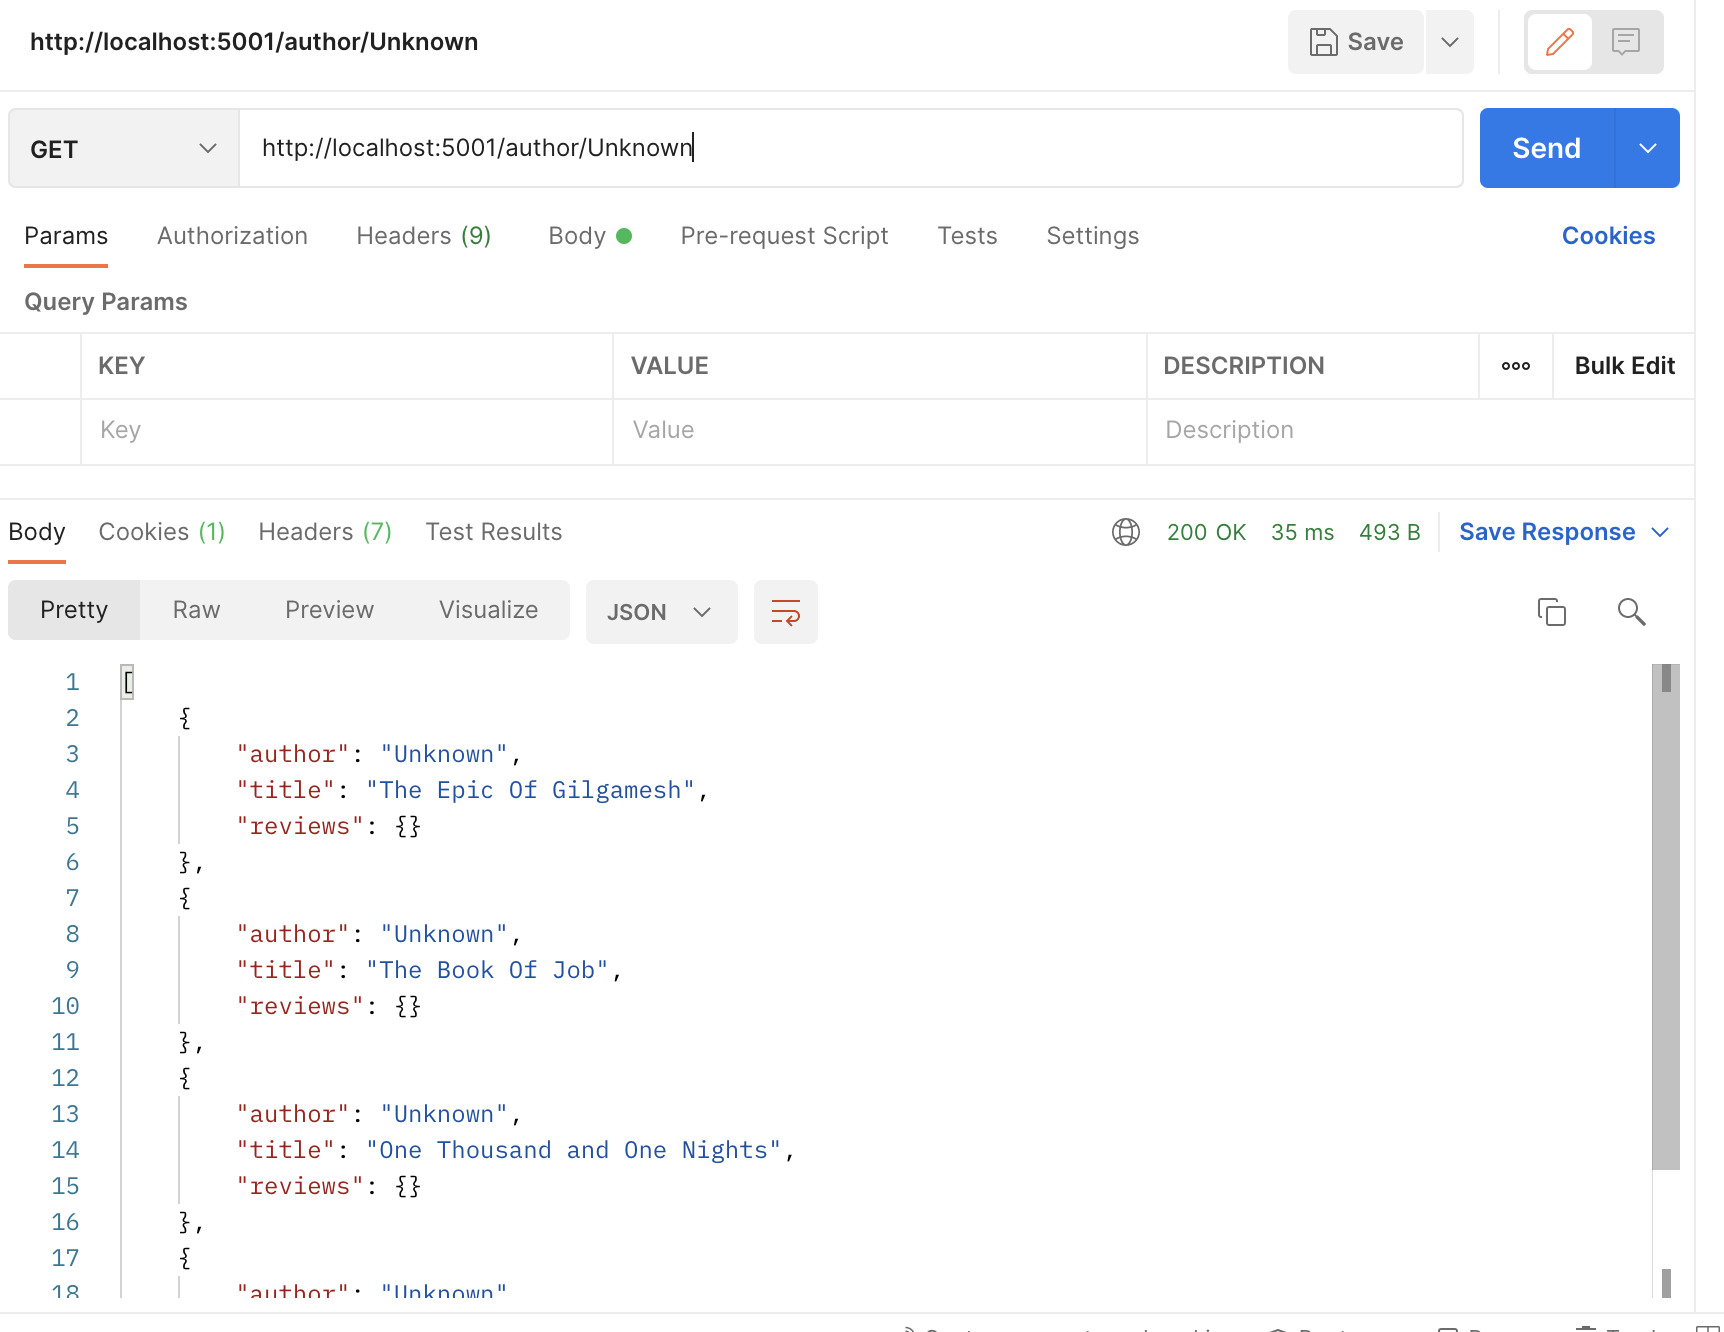 http://localhost:5001/author/Unknown
Save
GET
http://localhost:5001/author/Unknown
Send
Params Authorization Headers (9) Body Pre-request Script Tests Settings Cookies
Query Params
KEY VALUE DESCRIPTION ooo Bulk Edit
Key Value Description
Body Cookies (1) Headers (7) Test Results 200 OK 35 ms 493 B Save Response
Pretty Raw Preview Visualize JSON
1 [
2 {
3 "author": "Unknown",
4 "title": "The Epic Of Gilgamesh",
5 "reviews": {}
6 },
7 {
8 "author": "Unknown",
9 "title": "The Book Of Job",
10 "reviews": {}
11 },
12 {
13 "author": "Unknown",
14 "title": "One Thousand and One Nights",
15 "reviews": {}
16 },
17 {
18 "author": "Unknown"